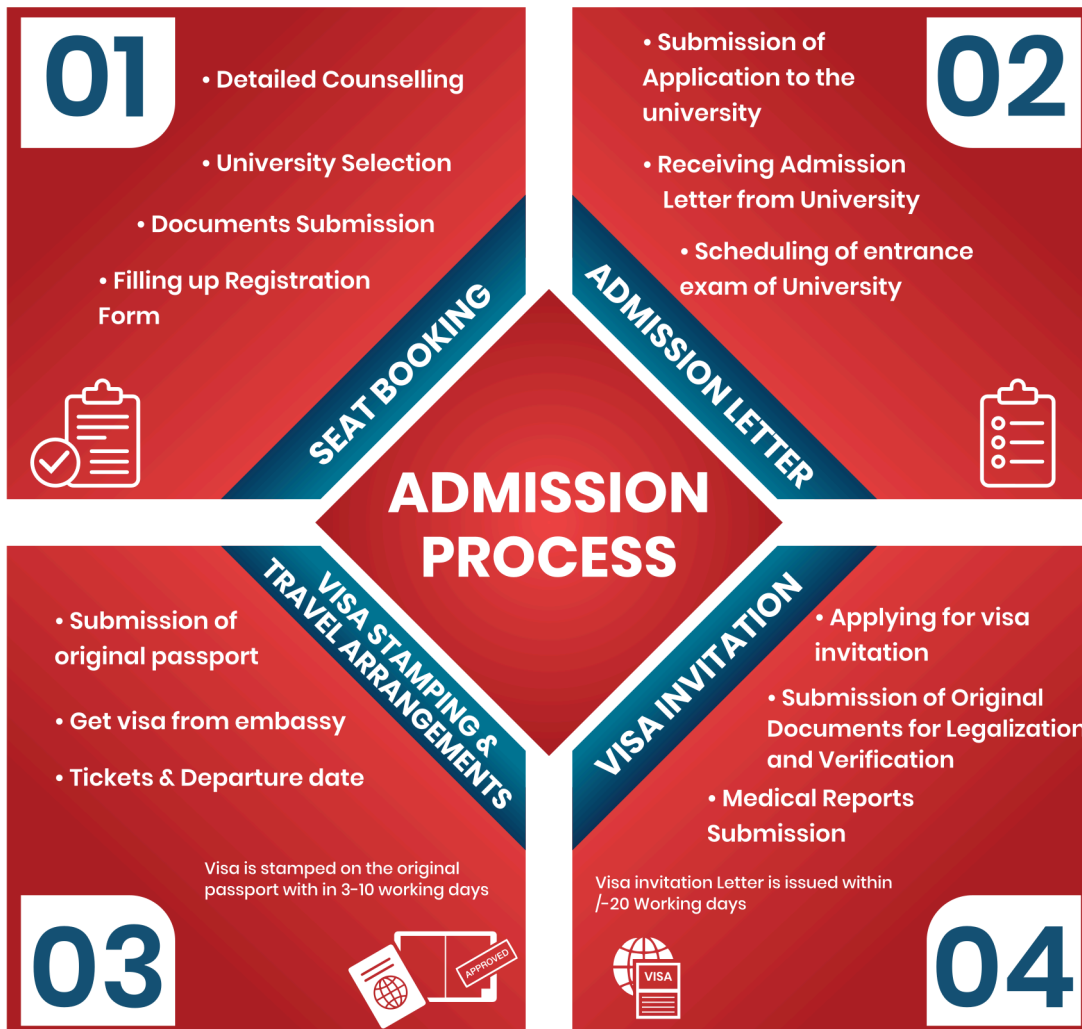 01
• Detailed Counselling
• University Selection
• Documents Submission
• Filling up Registration
Form
SEAT BOOKING
02
• Submission of
Application to the
university
• Receiving Admission
Letter from University
• Scheduling of entrance
exam of University
ADMISSION LETTER
ADMISSION
PROCESS
VISA STAMPING &
TRAVEL ARRANGEMENTS
• Submission of
original passport
• Get visa from embassy
• Tickets & Departure date
Visa is stamped on the original
passport with in 3-10 working days
03
APPROVED
VISA INVITATION
• Applying for visa
invitation
• Submission of Original
Documents for Legalization
and Verification
• Medical Reports
Submission
Visa invitation Letter is issued within
/-20 Working days
VISA
04